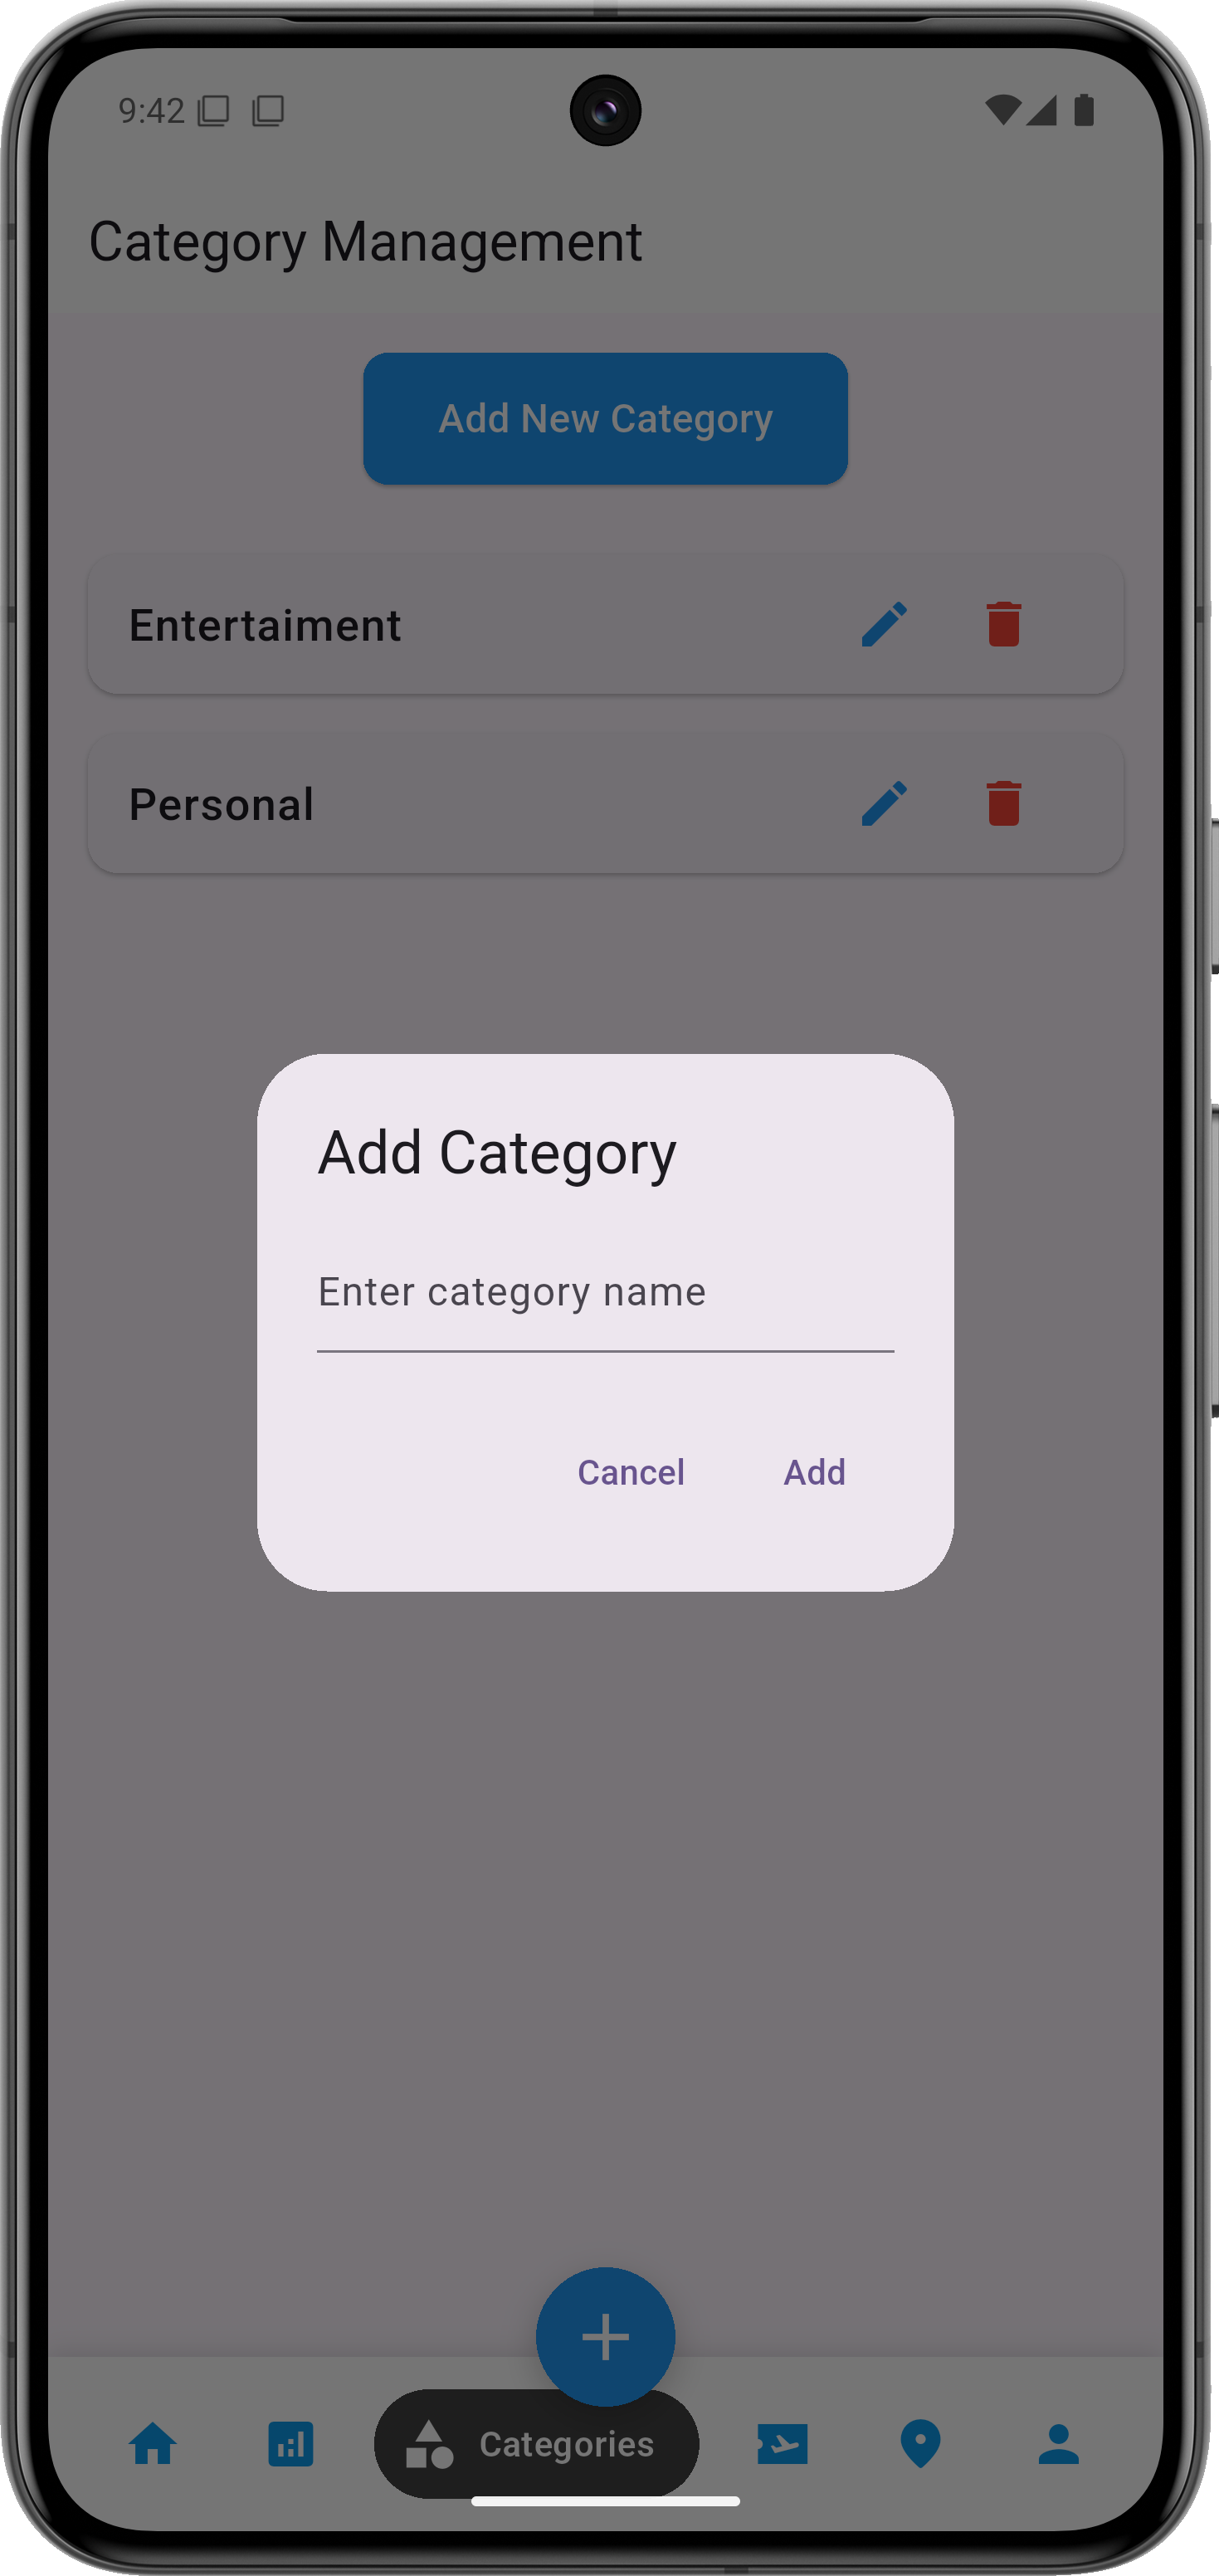 9:42
Category Management
Add New Category
Entertaiment
Personal
Add Category
Enter category name
Cancel Add
Categories